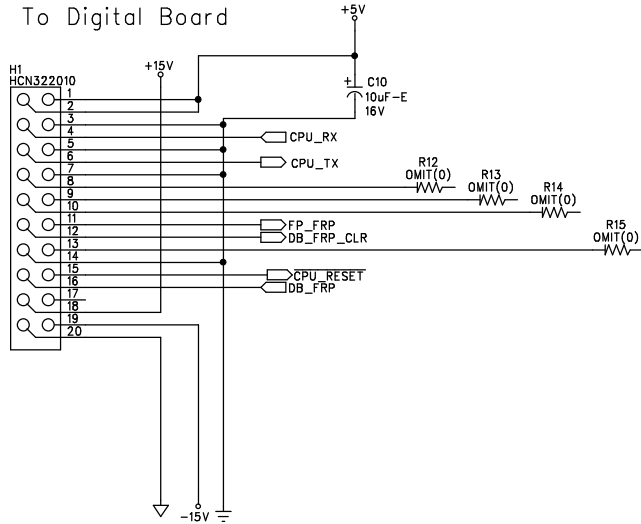 To Digital Board
+5V
+15V
H1
HCN322010
+ C10
10uF-E
16V
1
2
3
4
CPU_RX
5
6
CPU_TX
7
8
R12
OMIT(0)
9
R13
OMIT(0)
10
R14
OMIT(0)
11
FP_FRP
12
DB_FRP_CLR
13
R15
OMIT(0)
14
15
CPU_RESET
16
DB_FRP
17
18
19
20
-15V